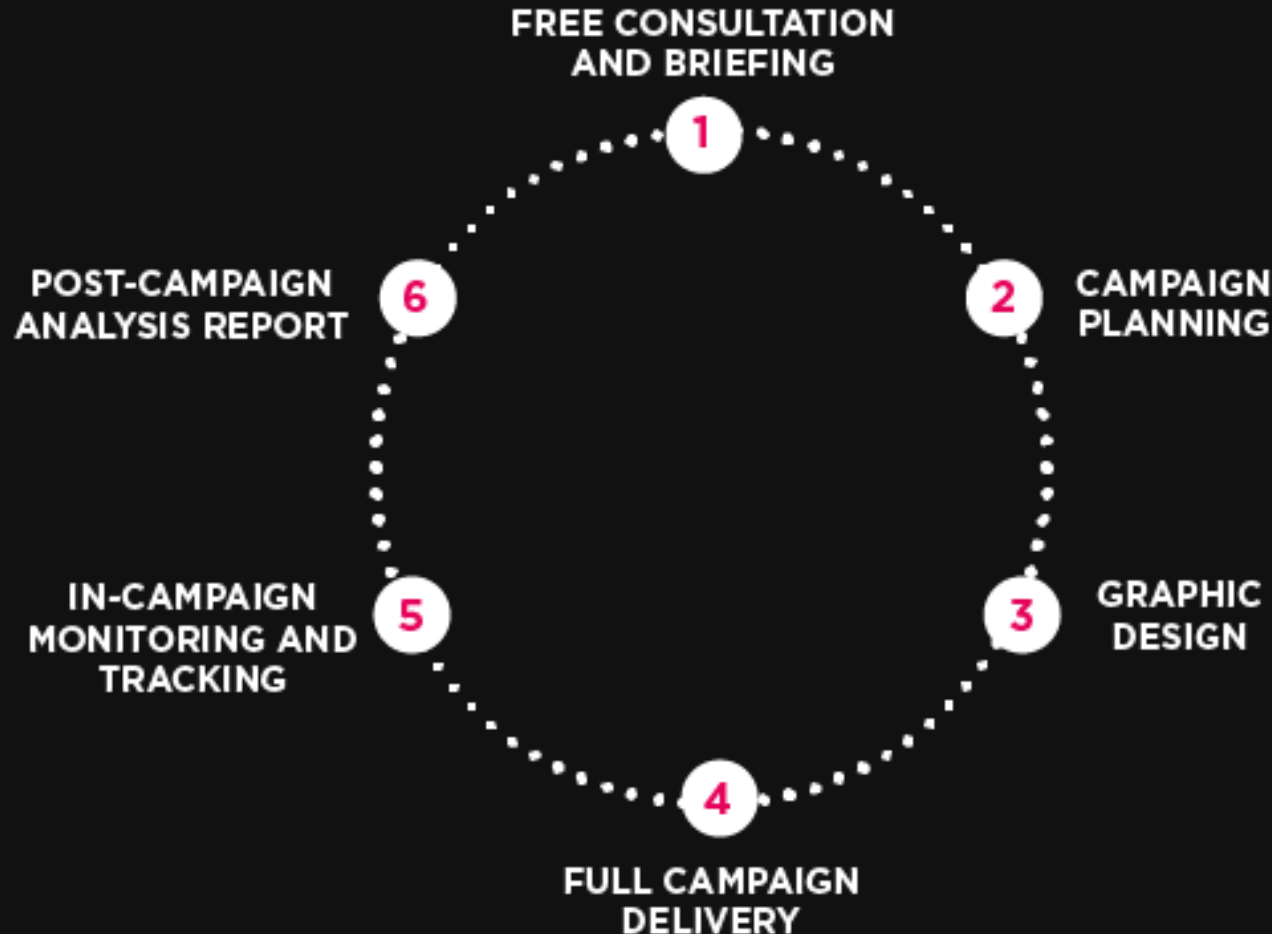 FREE CONSULTATION
AND BRIEFING
1
2
CAMPAIGN
PLANNING
3
GRAPHIC
DESIGN
4
FULL CAMPAIGN
DELIVERY
5
IN-CAMPAIGN
MONITORING AND
TRACKING
6
POST-CAMPAIGN
ANALYSIS REPORT